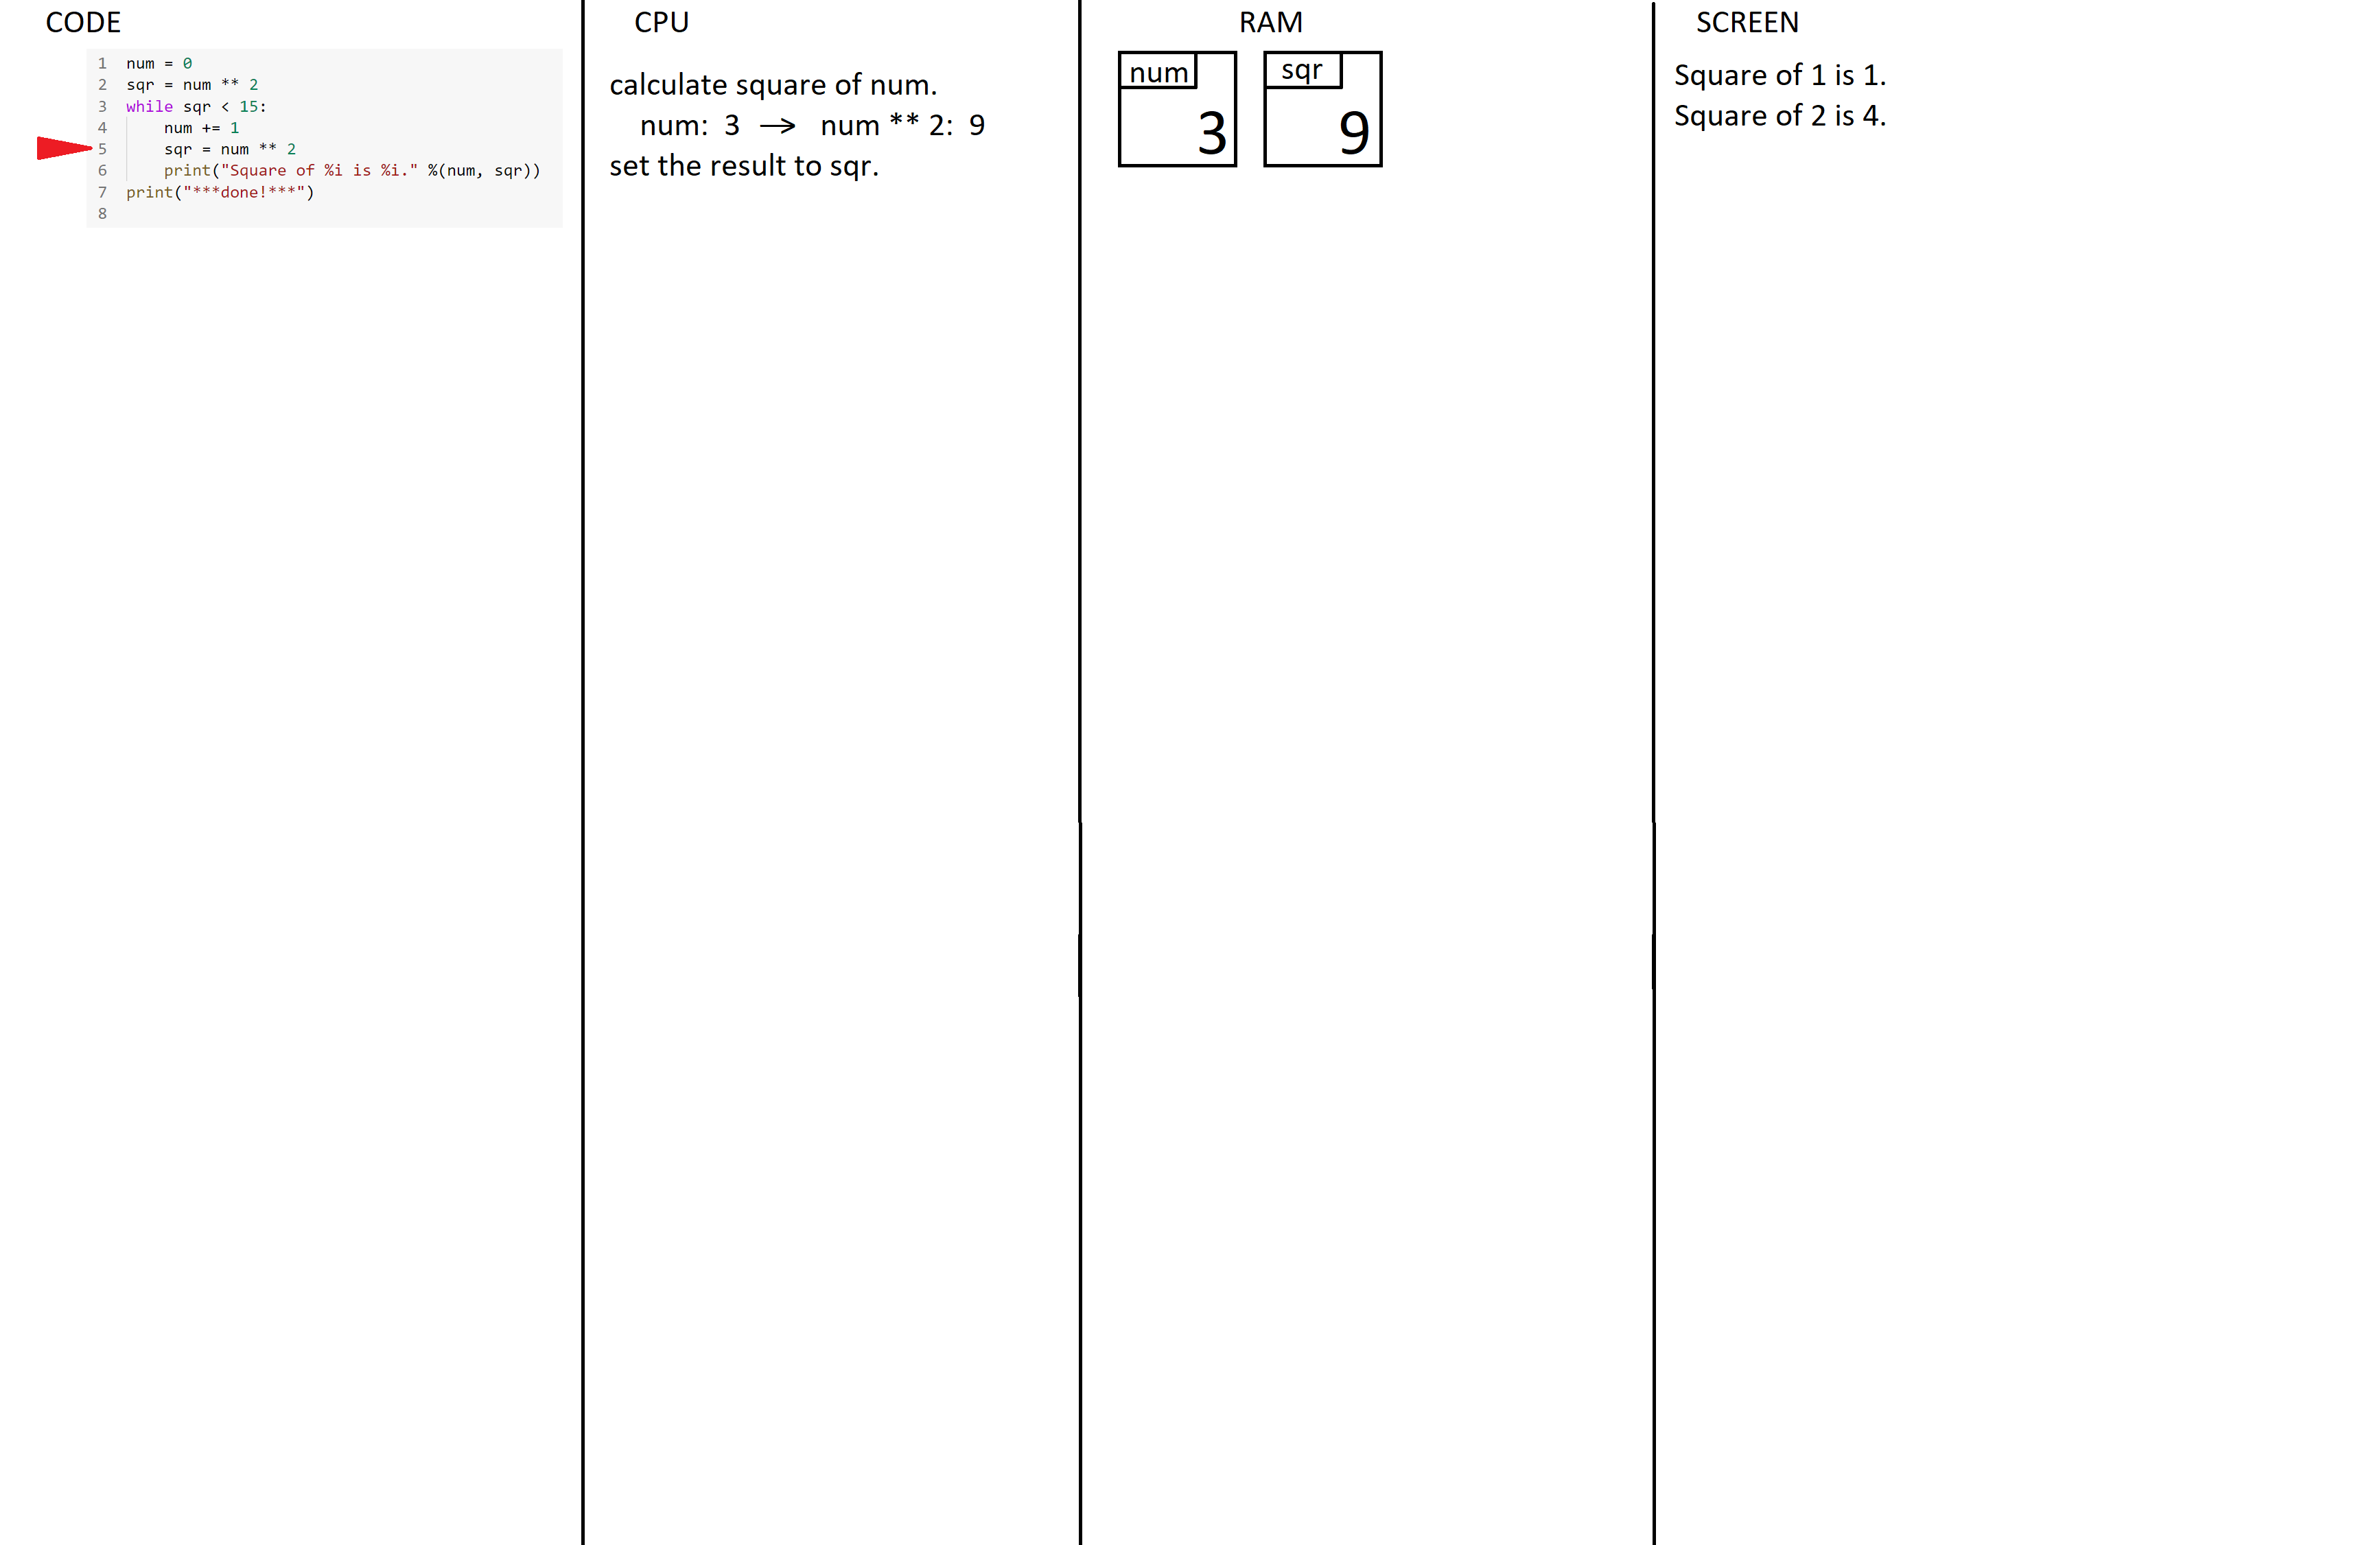 CODE
1 num = 0
2 sqr = num ** 2
3 while sqr < 15:
4     num += 1
5     sqr = num ** 2
6     print("Square of %i is %i." %(num, sqr))
7 print("***done!***")
8
CPU
calculate square of num.
num: 3 —> num ** 2: 9
set the result to sqr.
RAM
num
3
sqr
9
SCREEN
Square of 1 is 1.
Square of 2 is 4.